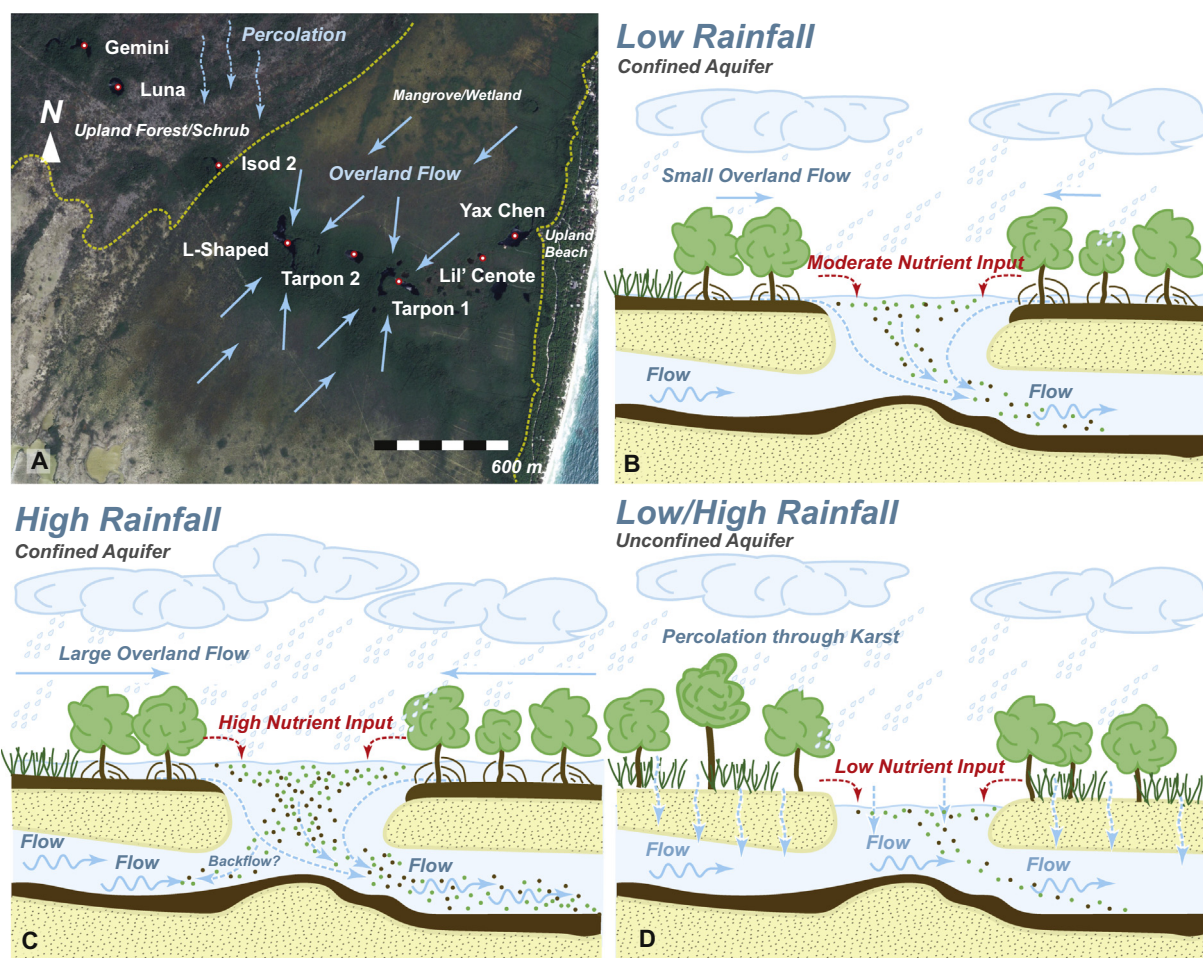 Percolation
Gemini
Luna
N
Upland Forest/Schrub
Mangrove/Wetland
Isod 2
Overland Flow
Yax Chen
L-Shaped
Upland
Beach
Tarpon 2
Lil' Cenote
Tarpon 1
600 m.
A
Low Rainfall
Confined Aquifer
Small Overland Flow
Moderate Nutrient Input
Flow
Flow
B
High Rainfall
Confined Aquifer
Large Overland Flow
High Nutrient Input
Flow
Flow
Backflow?
Flow
C
Low/High Rainfall
Unconfined Aquifer
Percolation through Karst
Low Nutrient Input
Flow
Flow
Flow
D